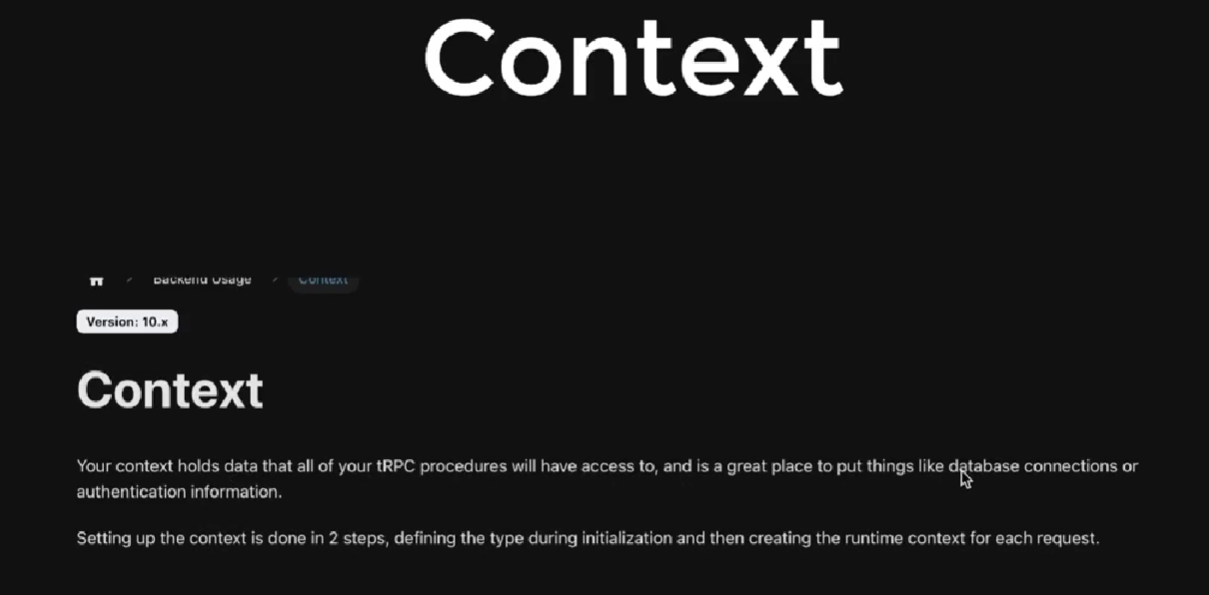 Context
Backend Usage
Context
Version: 10.x
Context
Your context holds data that all of your tRPC procedures will have access to, and is a great place to put things like database connections or
authentication information.
Setting up the context is done in 2 steps, defining the type during initialization and then creating the runtime context for each request.